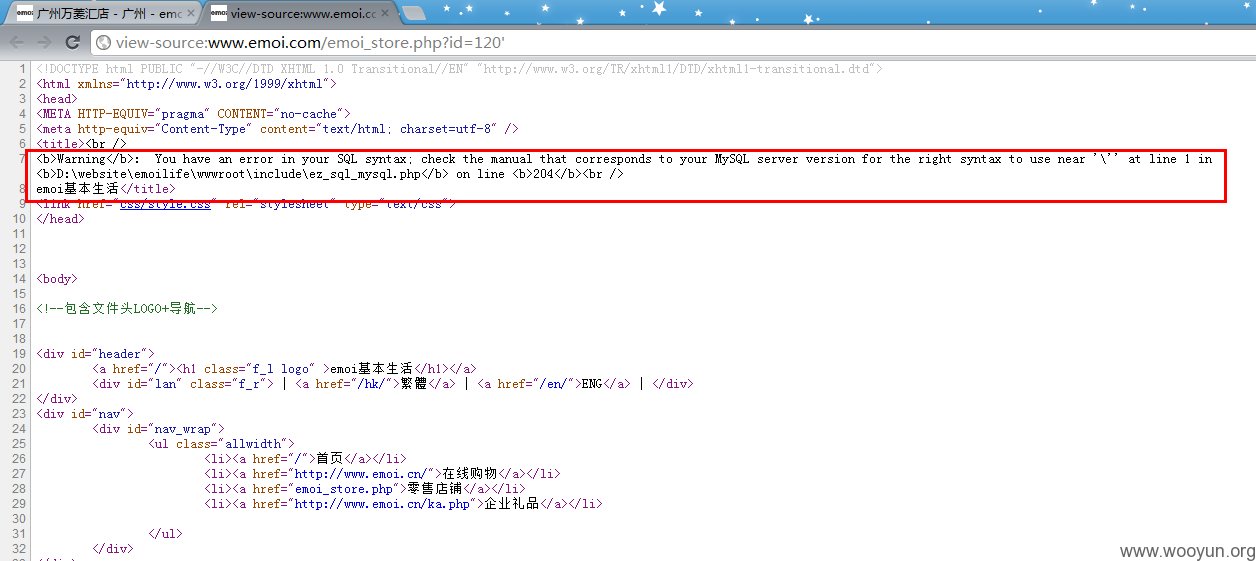 广州万菱汇店 - 广州 - emo
view-source:www.emoi.cc
view-source:www.emoi.com/emoi_store.php?id=120'
1 <!DOCTYPE html PUBLIC "-//W3C//DTD XHTML 1.0 Transitional//EN" "http://www.w3.org/TR/xhtml1/DTD/xhtml1-transitional.dtd">
2 <html xmlns="http://www.w3.org/1999/xhtml">
3 <head>
4 <META HTTP-EQUIV="pragma" CONTENT="no-cache">
5 <meta http-equiv="Content-Type" content="text/html; charset=utf-8" />
6 <title><br />
7 <b>Warning</b>:  You have an error in your SQL syntax; check the manual that corresponds to your MySQL server version for the right syntax to use near '\'' at line 1 in
<b>D:\website\emoilife\wwwroot\include\ez_sql_mysql.php</b> on line <b>204</b><br />
8 emoi基本生活</title>
9 <link href="css/style.css" rel="stylesheet" type="text/css">
10 </head>
11
12
13
14 <body>
15
16 <!--包含文件头LOGO+导航-->
17
18
19 <div id="header">
20 <a href="/"><h1 class="f_l logo" >emoi基本生活</h1></a>
21 <div id="lan" class="f_r"> | <a href="/hk/">繁體</a> | <a href="/en/">ENG</a> | </div>
22 </div>
23 <div id="nav">
24 <div id="nav_wrap">
25 <ul class="allwidth">
26 <li><a href="/">首页</a></li>
27 <li><a href="http://www.emoi.cn/">在线购物</a></li>
28 <li><a href="emoi_store.php">零售店铺</a></li>
29 <li><a href="http://www.emoi.cn/ka.php">企业礼品</a></li>
30
31 </ul>
32 </div>
www.wooyun.org